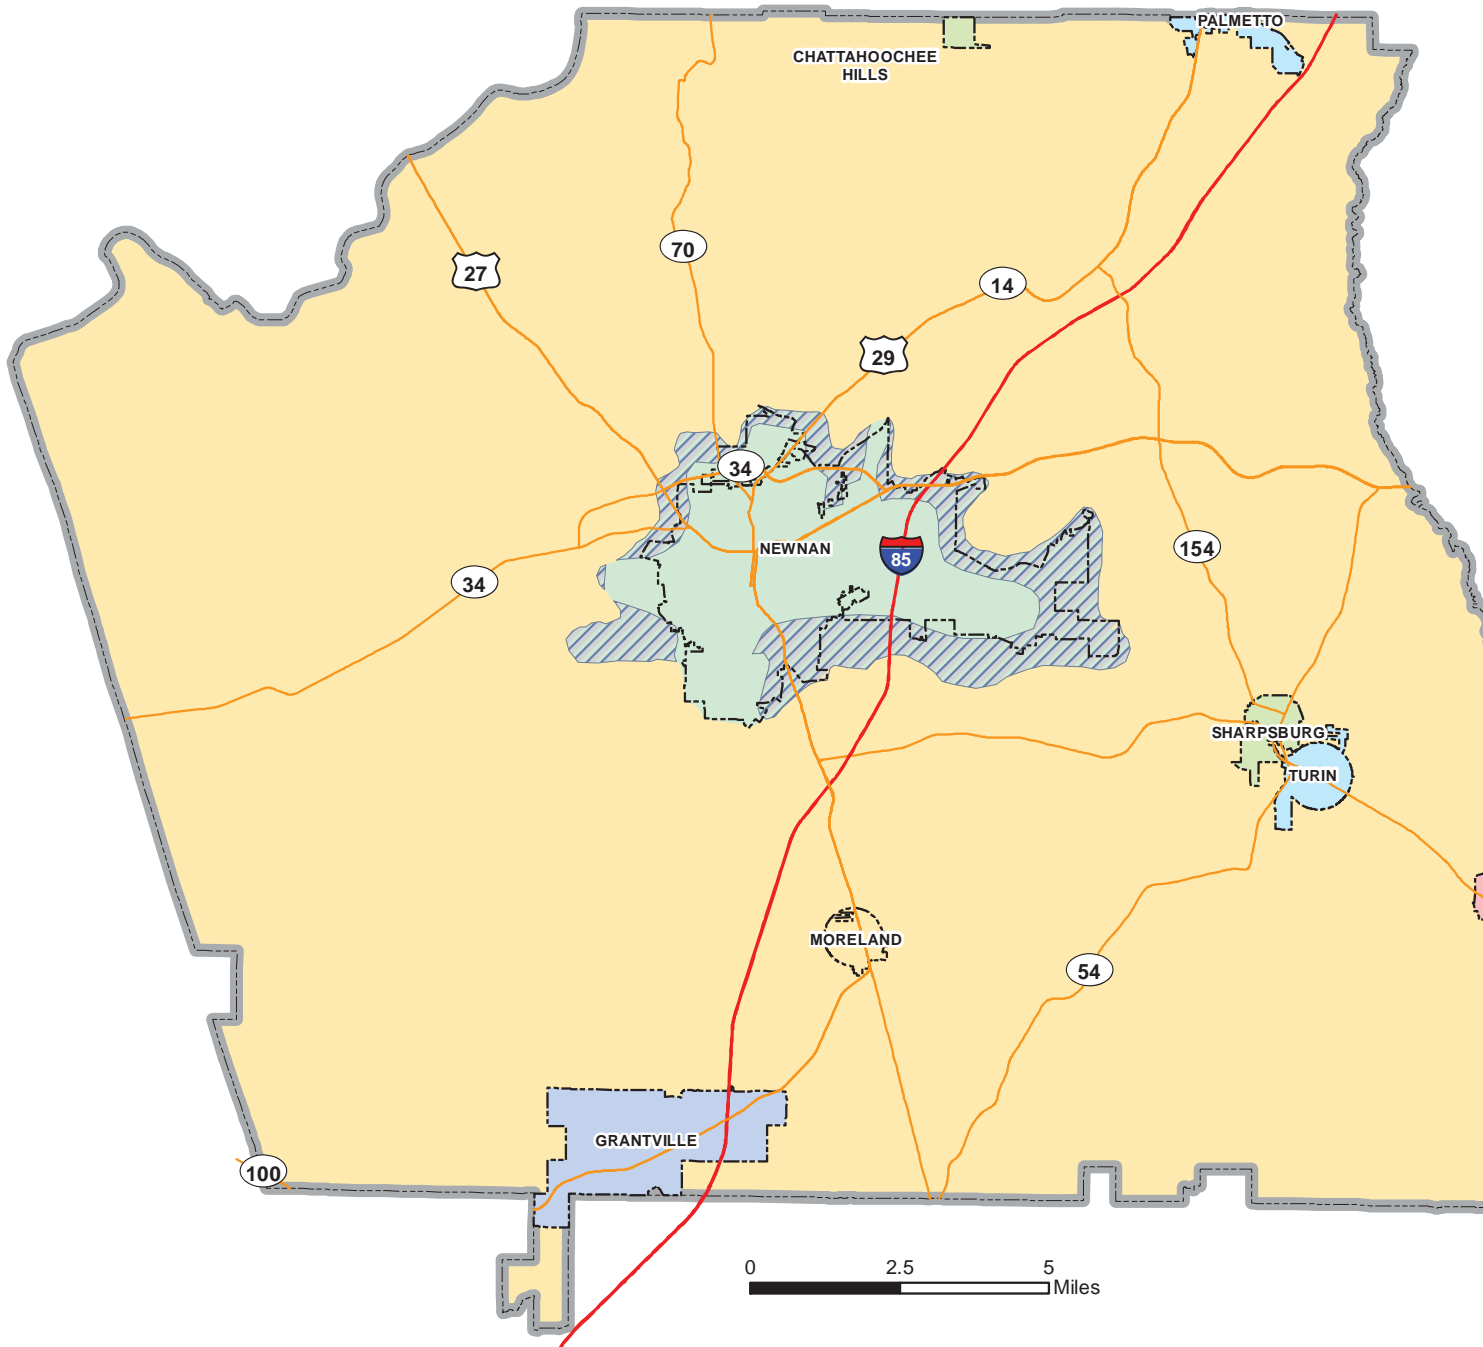 PALMETTO
CHATTAHOOCHEE
HILLS
70
27
14
29
34
NEWNAN
85
154
34
SHARPSBURG
TURIN
MORELAND
54
GRANTVILLE
100
0 2.5 5
Miles